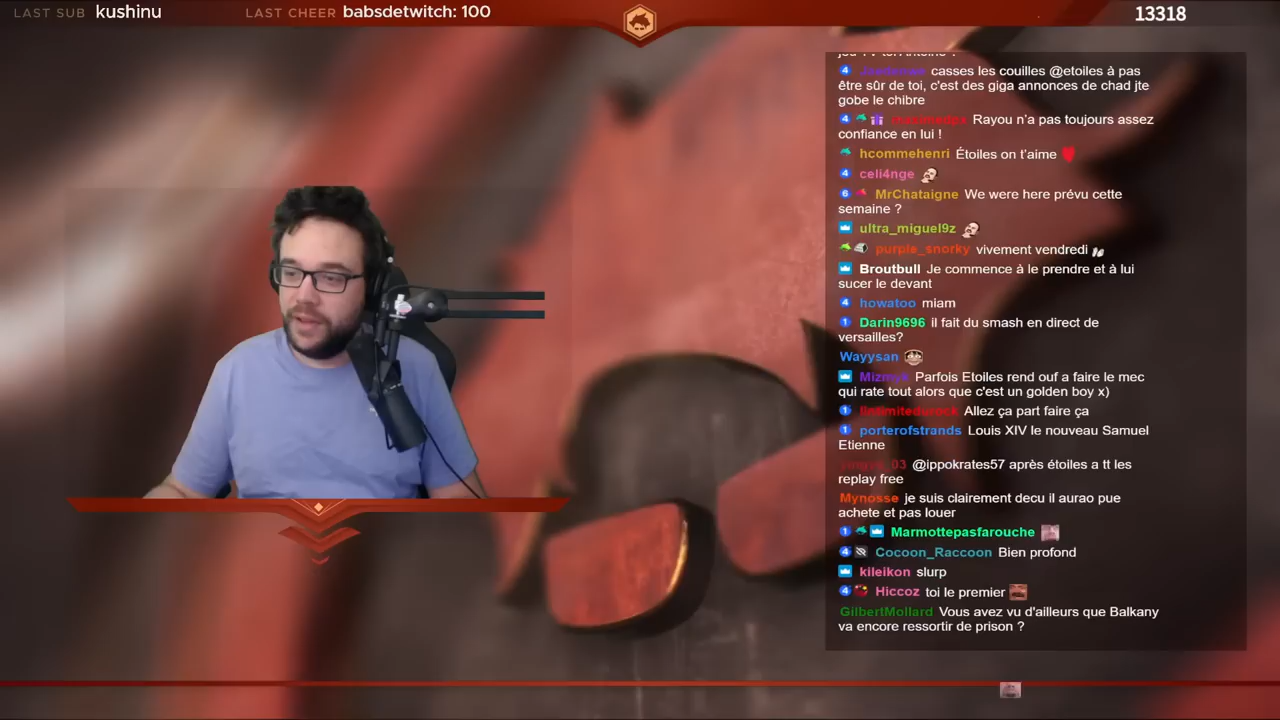 LAST SUB kushinu
LAST CHEER babsdetwitch: 100
13318
casses les couilles @etoiles à pas
être sûr de toi, c'est des giga annonces de chad jte
gobe le chibre
Rayou n'a pas toujours assez
confiance en lui !
hcommehenri Étoiles on t'aime
celi4nge
MrChataigne We were here prévu cette
semaine ?
ultra_miguel9z
purple_snorky vivement vendredi
Broutbull Je commence à le prendre et à lui
sucer le devant
howatoo miam
Darin9696 il fait du smash en direct de
versailles?
Wayysan
Parfois Etoiles rend ouf a faire le mec
qui rate tout alors que c'est un golden boy x)
Allez ça part faire ça
porterofstrands Louis XIV le nouveau Samuel
Etienne
@ippokrates57 après étoiles a tt les
replay free
Mynosse je suis clairement decu il aurao pue
achete et pas louer
Marmottepasfarouche
Cocoon_Raccoon Bien profond
kileikon slurp
Hiccoz toi le premier
GilbertMollard Vous avez vu d'ailleurs que Balkany
va encore ressortir de prison ?